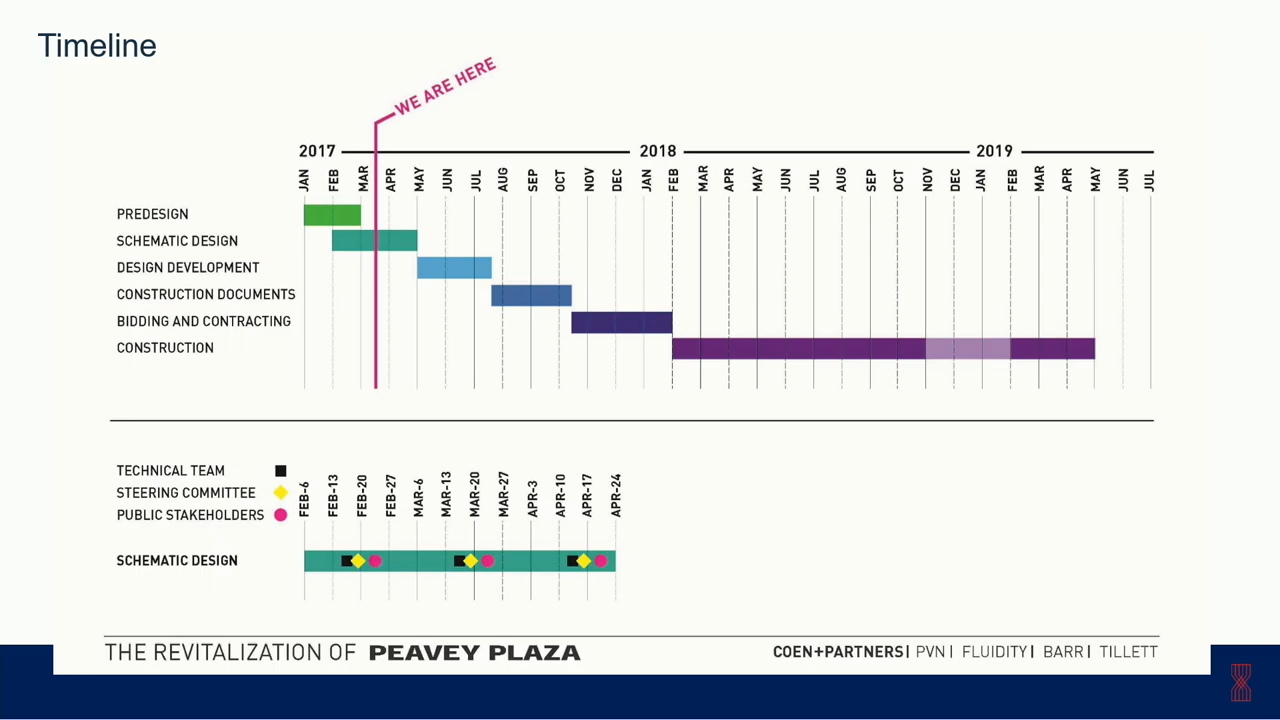 Timeline
WE ARE HERE
2017 2018 2019
JAN FEB MAR APR MAY JUN JUL AUG SEP OCT NOV DEC JAN FEB MAR APR MAY JUN JUL AUG SEP OCT NOV DEC JAN FEB MAR APR MAY JUN JUL
PREDESIGN
SCHEMATIC DESIGN
DESIGN DEVELOPMENT
CONSTRUCTION DOCUMENTS
BIDDING AND CONTRACTING
CONSTRUCTION
TECHNICAL TEAM
STEERING COMMITTEE
PUBLIC STAKEHOLDERS
FEB-6 FEB-13 FEB-20 FEB-27 MAR-6 MAR-13 MAR-20 MAR-27 APR-3 APR-10 APR-17 APR-24
SCHEMATIC DESIGN
THE REVITALIZATION OF PEAVEY PLAZA
COEN+PARTNERS| PVN| FLUIDITY| BARR| TILLETT